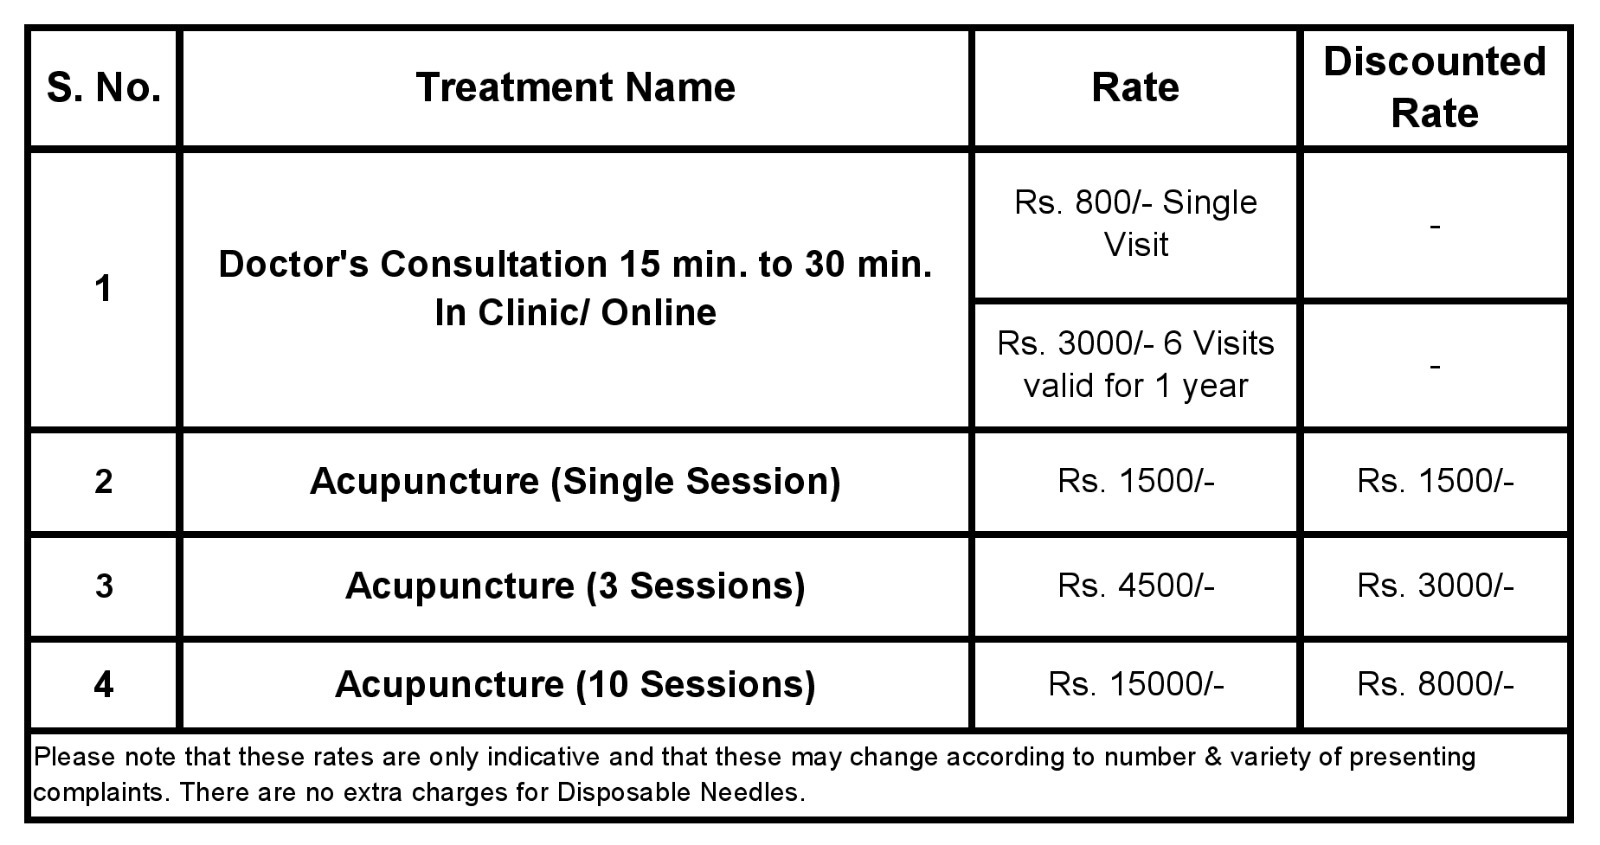 S. No.
Treatment Name
Rate
Discounted
Rate
1
Doctor's Consultation 15 min. to 30 min.
In Clinic/ Online
Rs. 800/- Single
Visit
-
Rs. 3000/- 6 Visits
valid for 1 year
-
2
Acupuncture (Single Session)
Rs. 1500/-
Rs. 1500/-
3
Acupuncture (3 Sessions)
Rs. 4500/-
Rs. 3000/-
4
Acupuncture (10 Sessions)
Rs. 15000/-
Rs. 8000/-
Please note that these rates are only indicative and that these may change according to number & variety of presenting
complaints. There are no extra charges for Disposable Needles.